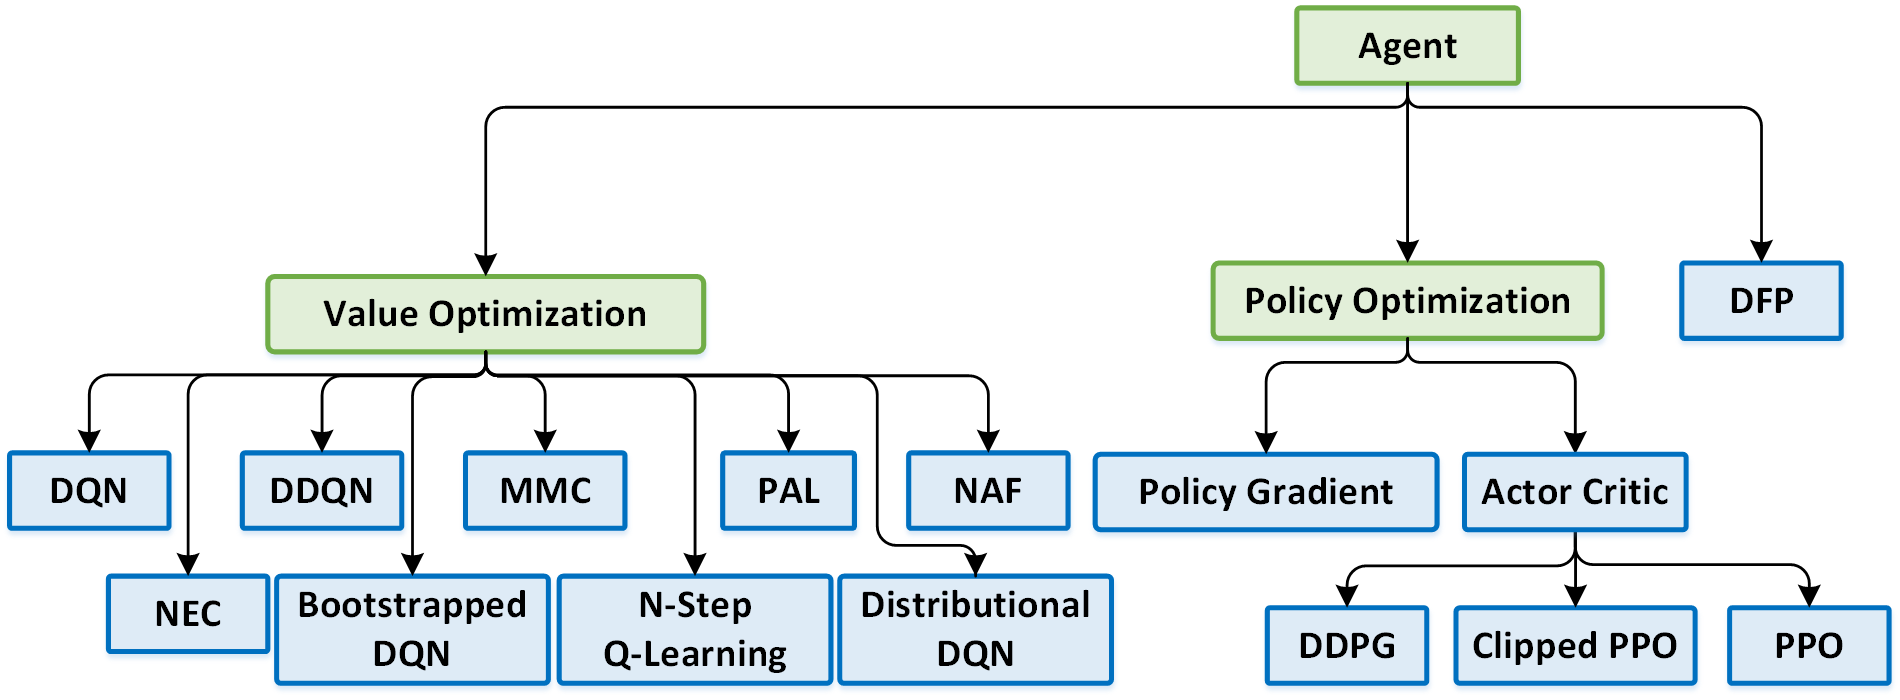 Agent
Value Optimization
Policy Optimization
DFP
DQN
DDQN
MMC
PAL
NAF
Policy Gradient
Actor Critic
NEC
Bootstrapped
DQN
N-Step
Q-Learning
Distributional
DQN
DDPG
Clipped PPO
PPO